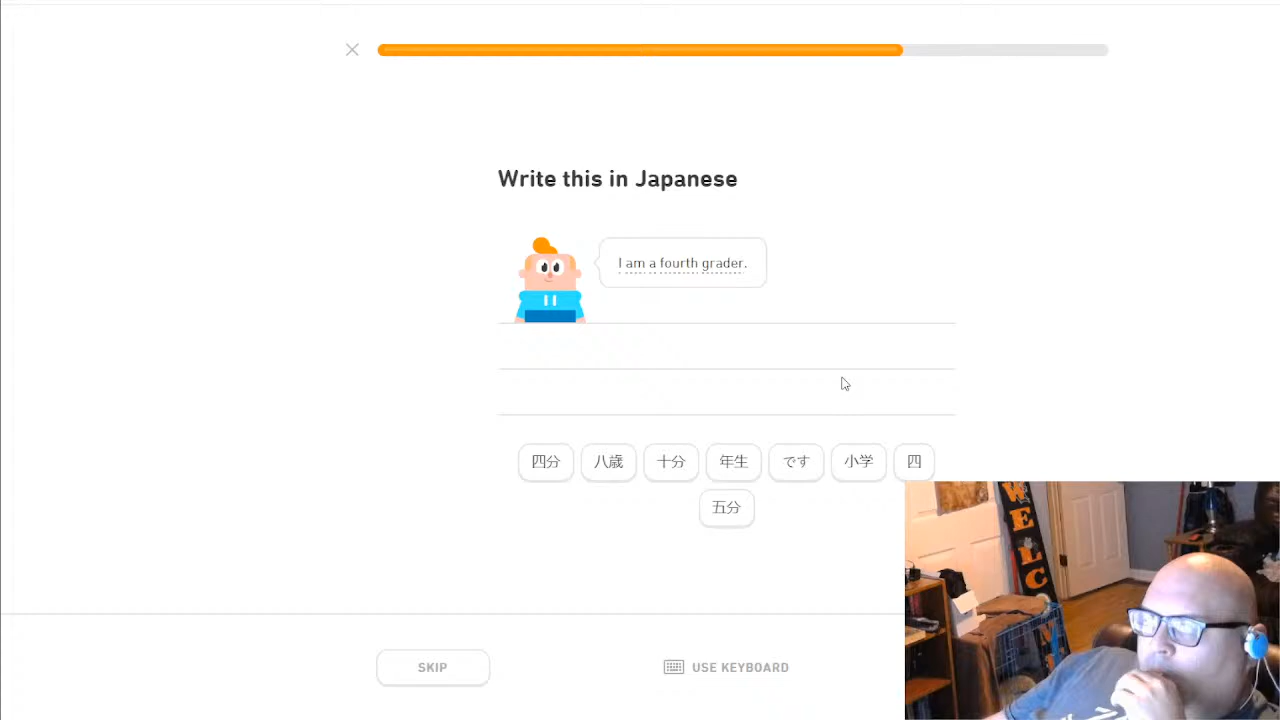 Write this in Japanese
I am a fourth grader.
四分 八歳 十分 年生 です 小学 四
五分
SKIP
USE KEYBOARD
WELC